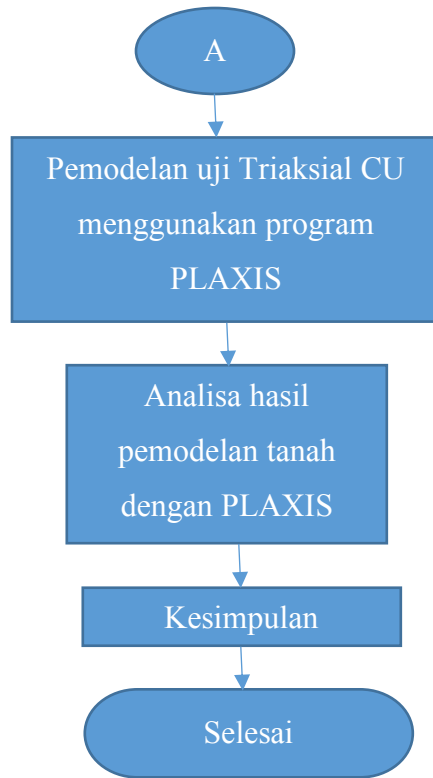 A
Pemodelan uji Triaksial CU
menggunakan program
PLAXIS
Analisa hasil
pemodelan tanah
dengan PLAXIS
Kesimpulan
Selesai